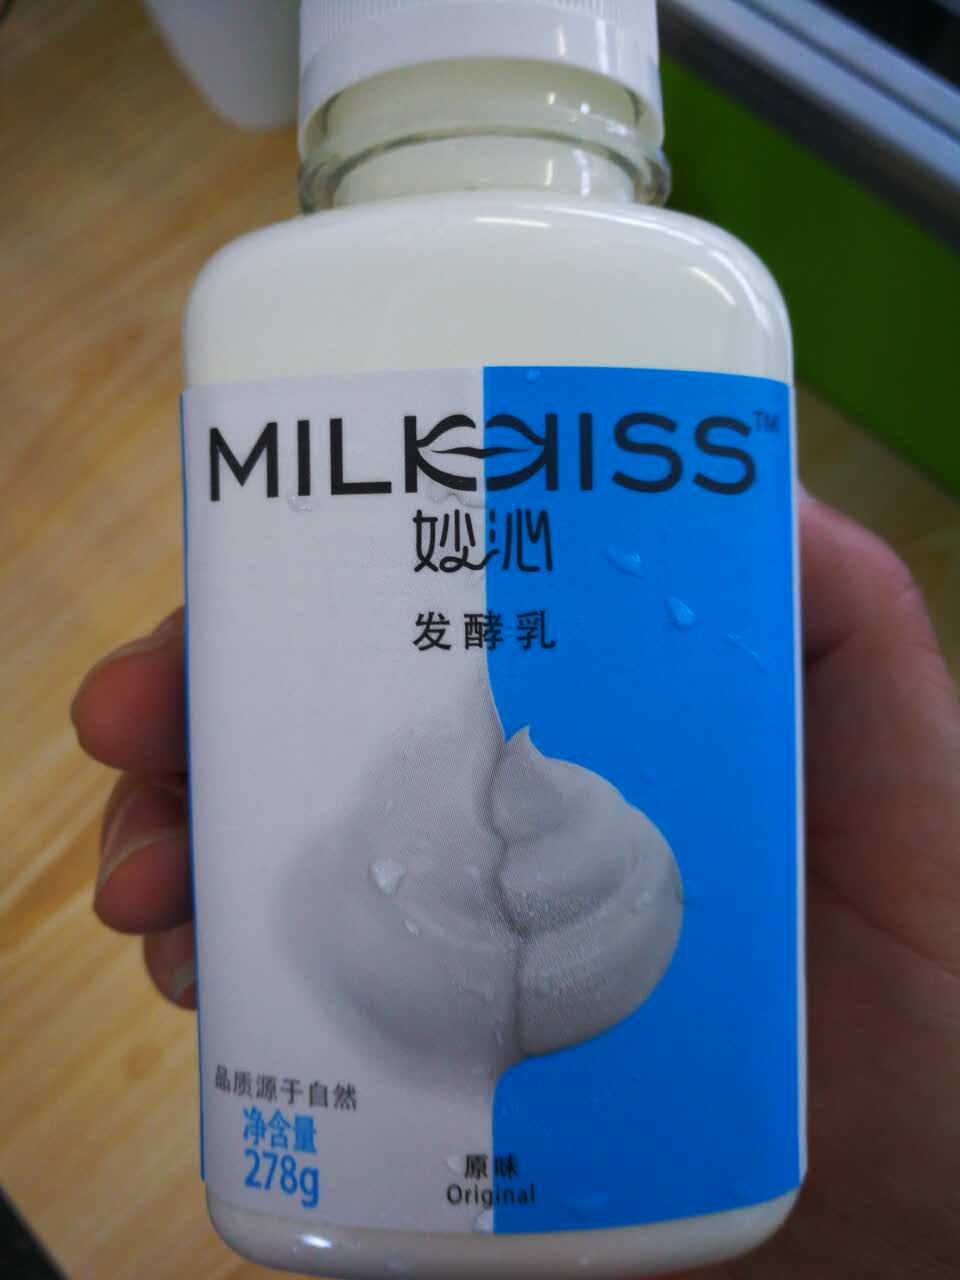 MILKKISS™
妙沁
发酵乳
品质源于自然
净含量
278g
原味
Original